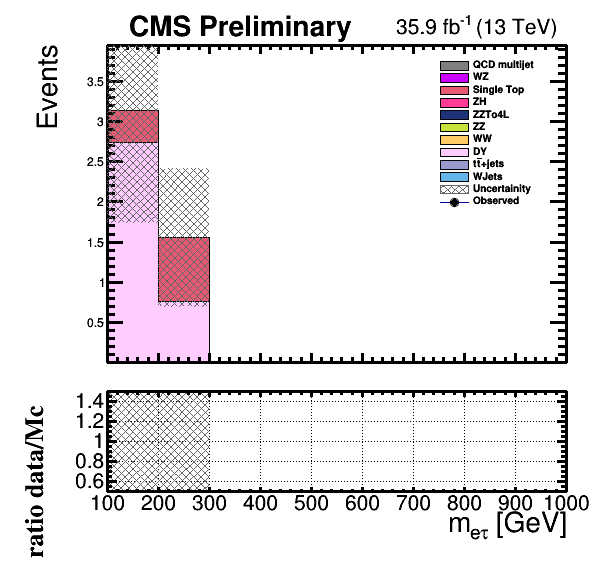 CMS Preliminary 35.9 fb⁻¹ (13 TeV)
Events
3.5
3
2.5
2
1.5
1
0.5
QCD multijet
WZ
Single Top
ZH
ZZTo4L
ZZ
WW
DY
tt̄+jets
WJets
Uncertainity
Observed
ratio data/Mc
1.4
1.2
1
0.8
0.6
100 200 300 400 500 600 700 800 900 1000
m_eτ [GeV]